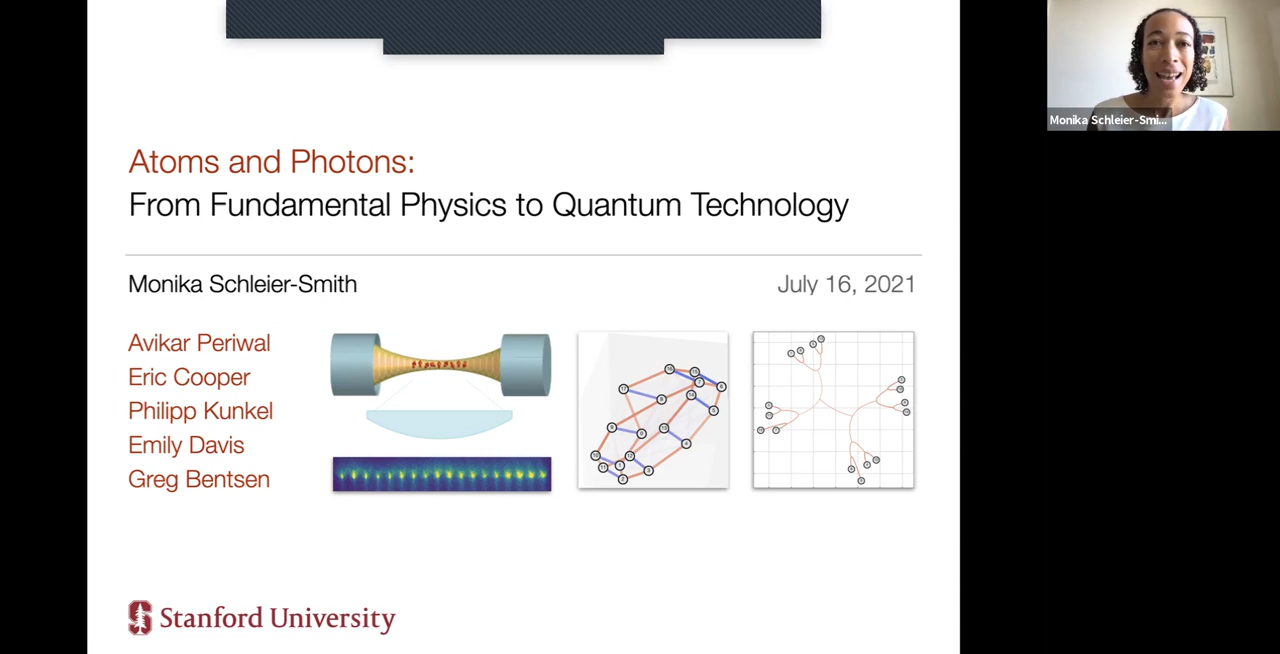 Atoms and Photons:
From Fundamental Physics to Quantum Technology
Monika Schleier-Smith
July 16, 2021
Avikar Periwal
Eric Cooper
Philipp Kunkel
Emily Davis
Greg Bentsen
Stanford University
Monika Schleier-Smi...